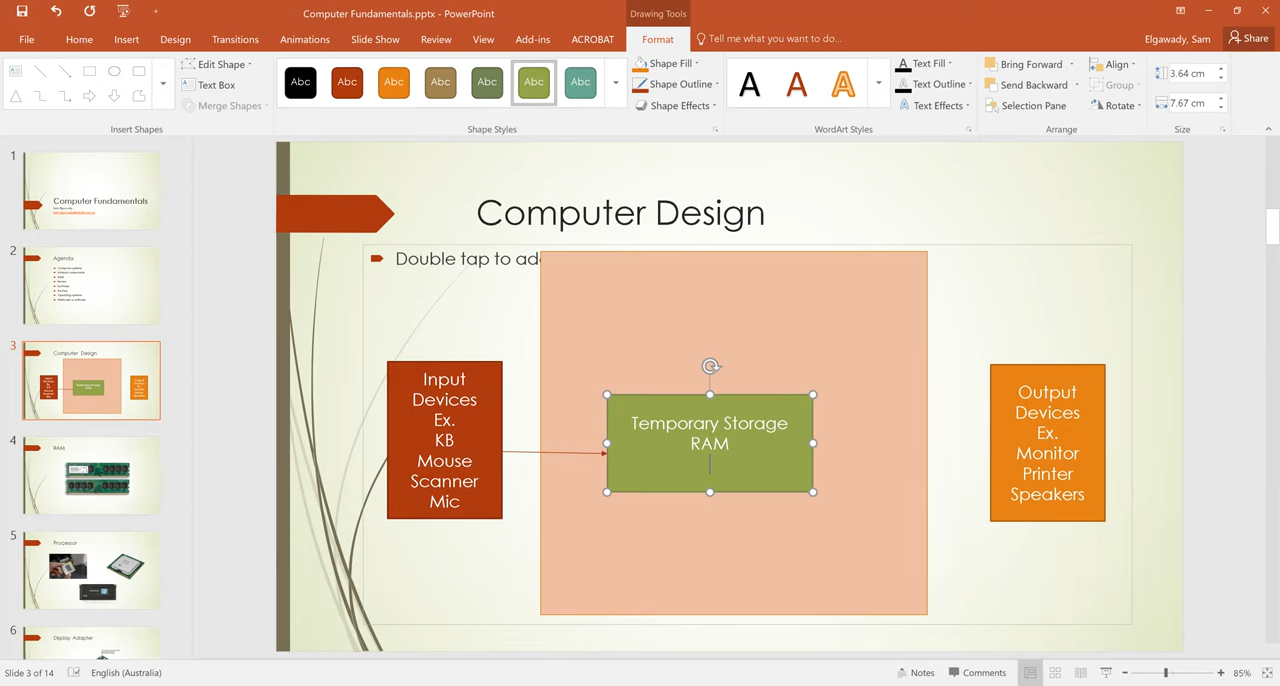 Computer Fundamentals.pptx - PowerPoint
Drawing Tools
File Home Insert Design Transitions Animations Slide Show Review View Add-ins ACROBAT Format Tell me what you want to do...
Elgawady, Sam
Share
Edit Shape
Text Box
Merge Shapes
Insert Shapes
Abc Abc Abc Abc Abc Abc Abc
Shape Styles
Shape Fill
Shape Outline
Shape Effects
A A A
WordArt Styles
Text Fill
Text Outline
Text Effects
Bring Forward
Send Backward
Selection Pane
Align
Group
Rotate
Arrange
3.64 cm
7.67 cm
Size
1
Computer Fundamentals
2
Agenda
3
Computer Design
4
RAM
5
Processor
6
Display Adapter
Computer Design
Double tap to ad
Input
Devices
Ex.
KB
Mouse
Scanner
Mic
Temporary Storage
RAM
Output
Devices
Ex.
Monitor
Printer
Speakers
Slide 3 of 14
English (Australia)
Notes
Comments
85%